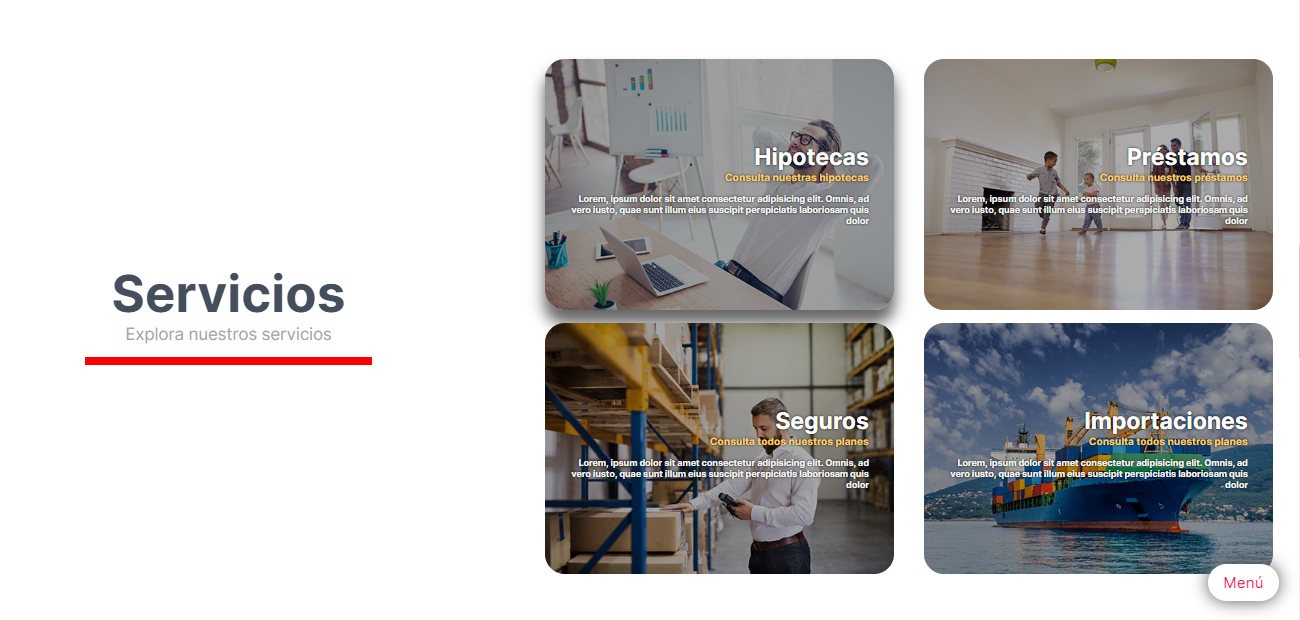 Servicios
Explora nuestros servicios
Hipotecas
Consulta nuestras hipotecas
Lorem, ipsum dolor sit amet consectetur adipisicing elit. Omnis, ad
vero iusto, quae sunt illum eius suscipit perspiciatis laboriosam quis
dolor
Préstamos
Consulta nuestros préstamos
Lorem, ipsum dolor sit amet consectetur adipisicing elit. Omnis, ad
vero iusto, quae sunt illum eius suscipit perspiciatis laboriosam quis
dolor
Seguros
Consulta todos nuestros planes
Lorem, ipsum dolor sit amet consectetur adipisicing elit. Omnis, ad
vero iusto, quae sunt illum eius suscipit perspiciatis laboriosam quis
dolor
Importaciones
Consulta todos nuestros planes
Lorem, ipsum dolor sit amet consectetur adipisicing elit. Omnis, ad
vero iusto, quae sunt illum eius suscipit perspiciatis laboriosam quis
dolor
Menú